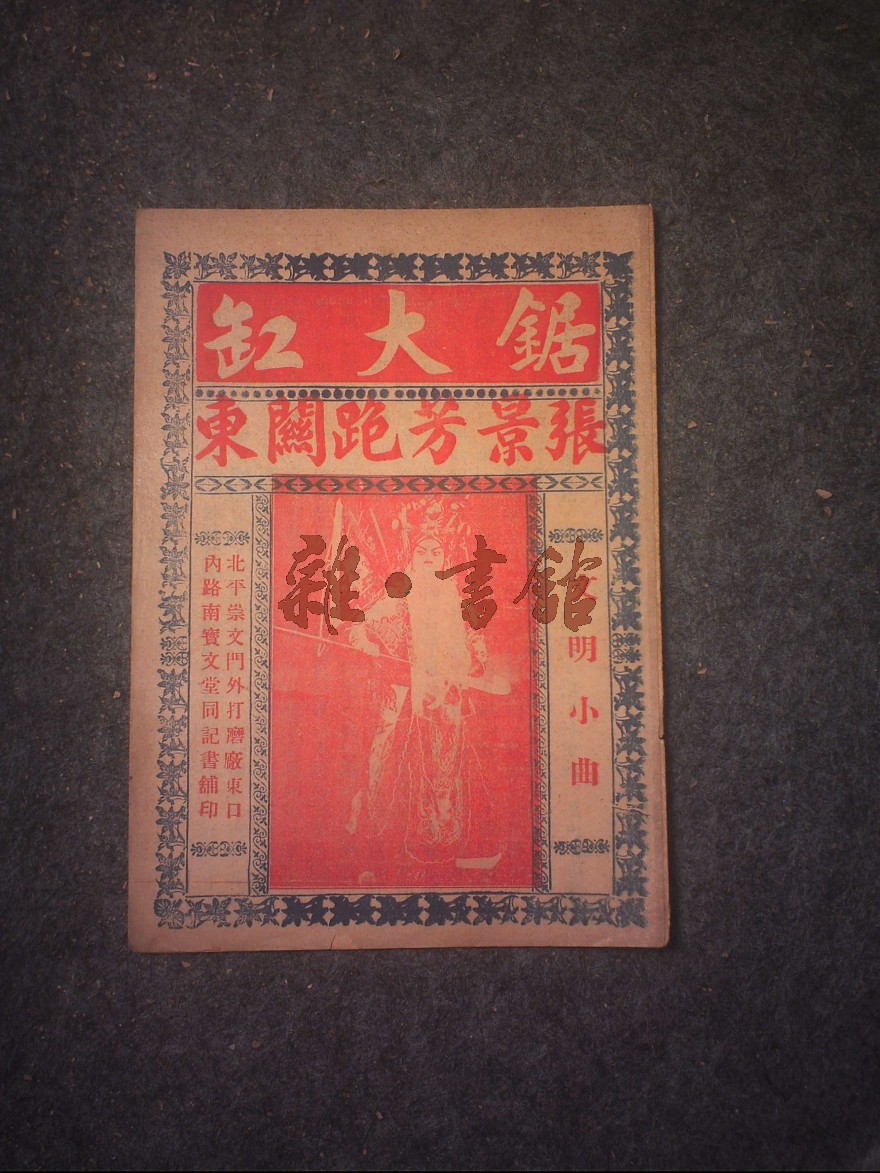 鋸大缸
張景芳跑關東
文明小曲
雜·書館
北平崇文門外打磨廠東口
內路南寶文堂同記書舖印